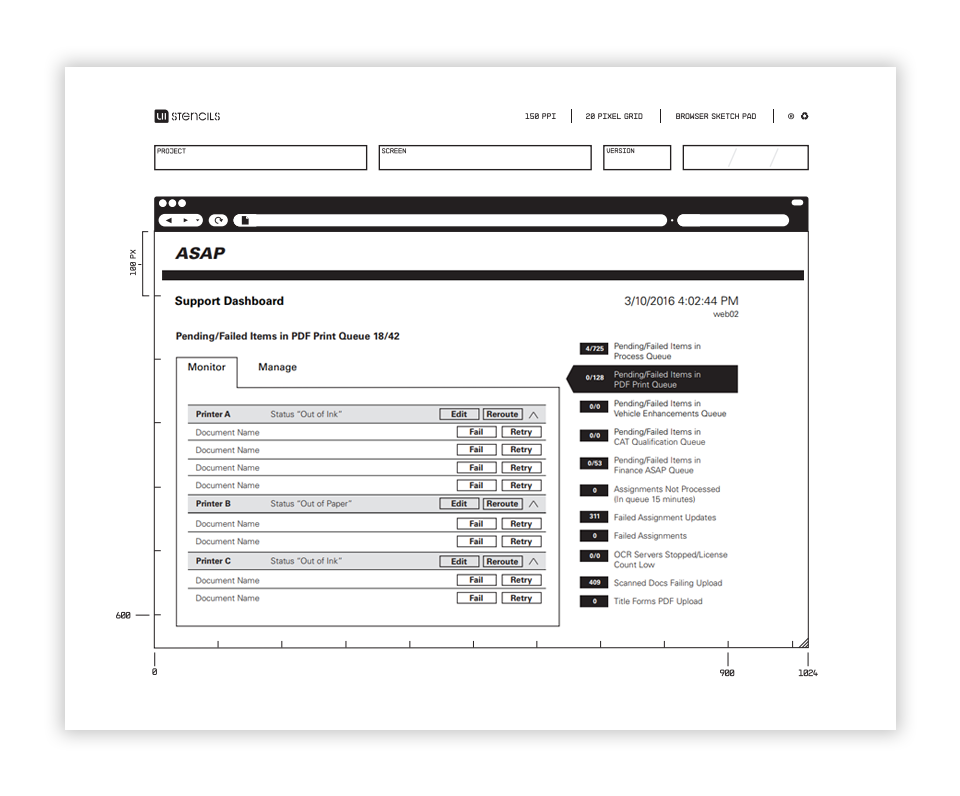 UI STENCILS
150 PPI
20 PIXEL GRID
BROWSER SKETCH PAD
PROJECT
SCREEN
VERSION
100 PX
ASAP
Support Dashboard
3/10/2016 4:02:44 PM
web02
Pending/Failed Items in PDF Print Queue 18/42
Monitor
Manage
Printer A Status "Out of Ink" Edit Reroute
Document Name Fail Retry
Document Name Fail Retry
Document Name Fail Retry
Document Name Fail Retry
Printer B Status "Out of Paper" Edit Reroute
Document Name Fail Retry
Document Name Fail Retry
Printer C Status "Out of Ink" Edit Reroute
Document Name Fail Retry
Document Name Fail Retry
4/725 Pending/Failed Items in
Process Queue
0/128 Pending/Failed Items in
PDF Print Queue
0/0 Pending/Failed Items in
Vehicle Enhancements Queue
0/0 Pending/Failed Items in
CAT Qualification Queue
0/53 Pending/Failed Items in
Finance ASAP Queue
0 Assignments Not Processed
(In queue 15 minutes)
311 Failed Assignment Updates
0 Failed Assignments
0/0 OCR Servers Stopped/License
Count Low
409 Scanned Docs Failing Upload
0 Title Forms PDF Upload
600
0
900
1024